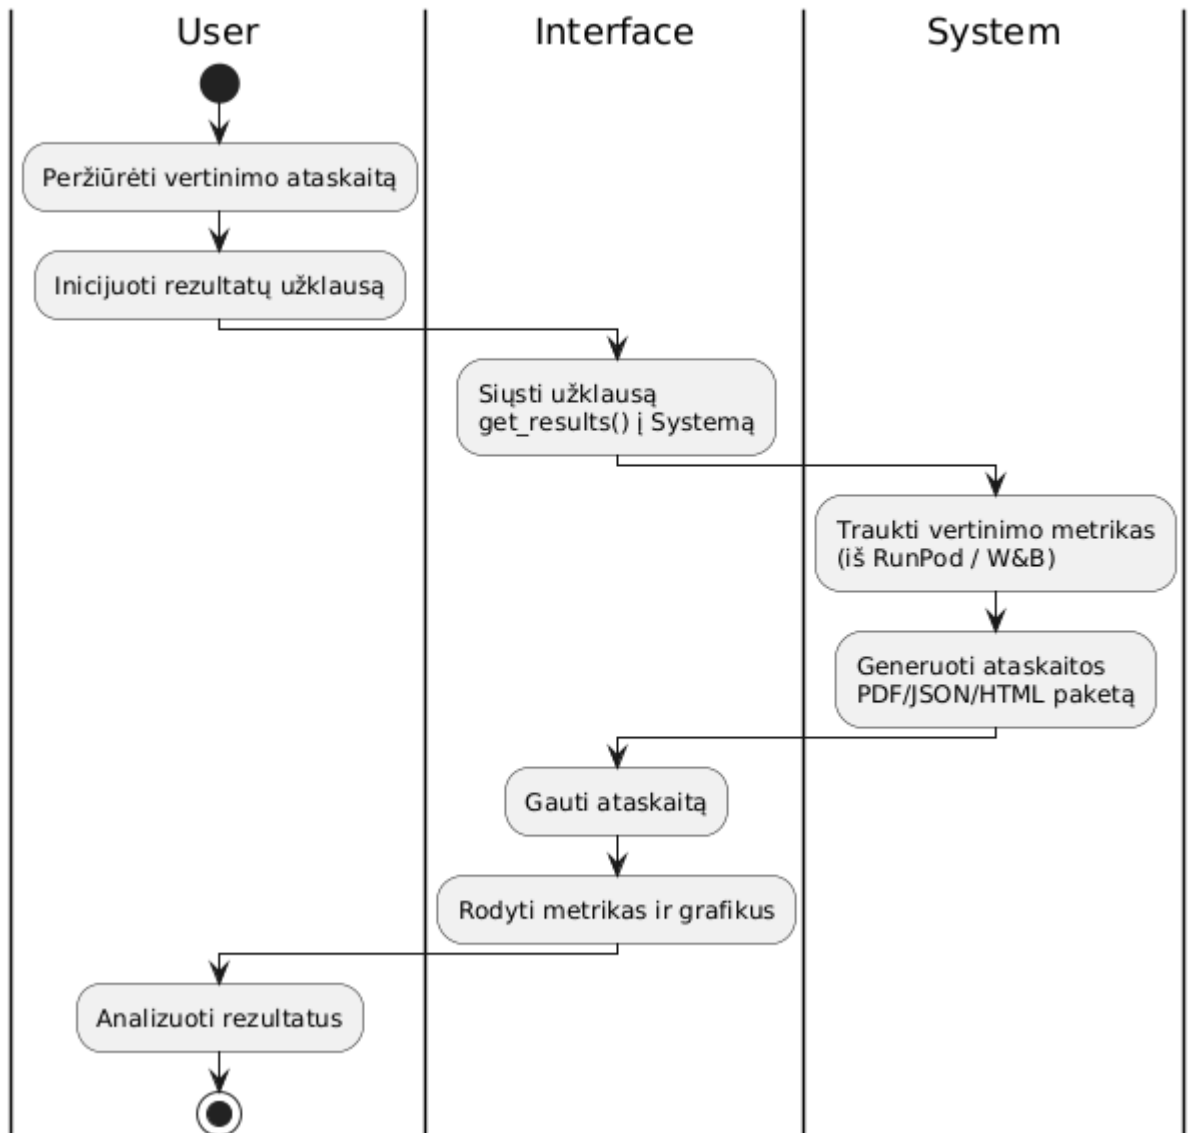 User
Interface
System
Peržiūrėti vertinimo ataskaitą
Inicijuoti rezultatų užklausą
Siųsti užklausą
get_results() į Systemą
Traukti vertinimo metrikas
(iš RunPod / W&B)
Generuoti ataskaitos
PDF/JSON/HTML paketą
Gauti ataskaitą
Rodyti metrikas ir grafikus
Analizuoti rezultatus